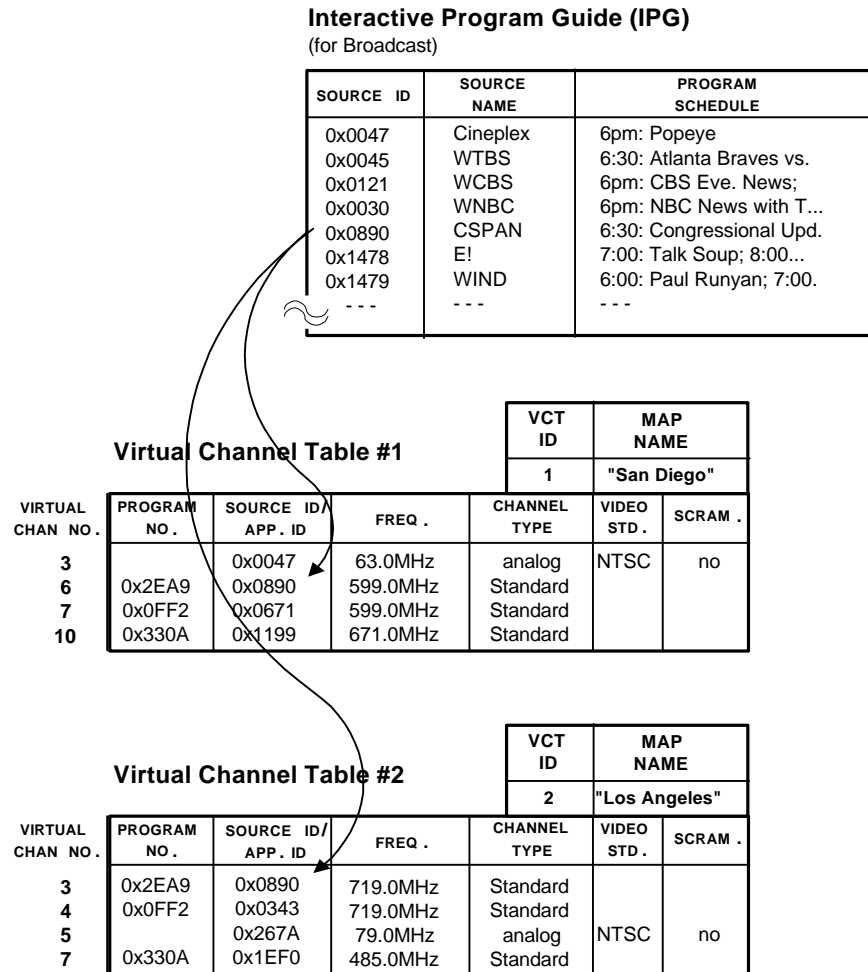 Interactive Program Guide (IPG)
(for Broadcast)
SOURCE ID SOURCE NAME PROGRAM SCHEDULE
0x0047 Cineplex 6pm: Popeye
0x0045 WTBS 6:30: Atlanta Braves vs.
0x0121 WCBS 6pm: CBS Eve. News;
0x0030 WNBC 6pm: NBC News with T...
0x0890 CSPAN 6:30: Congressional Upd.
0x1478 E! 7:00: Talk Soup; 8:00...
0x1479 WIND 6:00: Paul Runyan; 7:00.
- - - - - - - - -
VCT ID MAP NAME
Virtual Channel Table #1
1 "San Diego"
VIRTUAL CHAN NO. PROGRAM NO. SOURCE ID/ APP. ID FREQ. CHANNEL TYPE VIDEO STD. SCRAM.
3 0x0047 63.0MHz analog NTSC no
6 0x2EA9 0x0890 599.0MHz Standard
7 0x0FF2 0x0671 599.0MHz Standard
10 0x330A 0x1199 671.0MHz Standard
VCT ID MAP NAME
Virtual Channel Table #2
2 "Los Angeles"
VIRTUAL CHAN NO. PROGRAM NO. SOURCE ID/ APP. ID FREQ. CHANNEL TYPE VIDEO STD. SCRAM.
3 0x2EA9 0x0890 719.0MHz Standard
4 0x0FF2 0x0343 719.0MHz Standard
5 0x267A 79.0MHz analog NTSC no
7 0x330A 0x1EF0 485.0MHz Standard